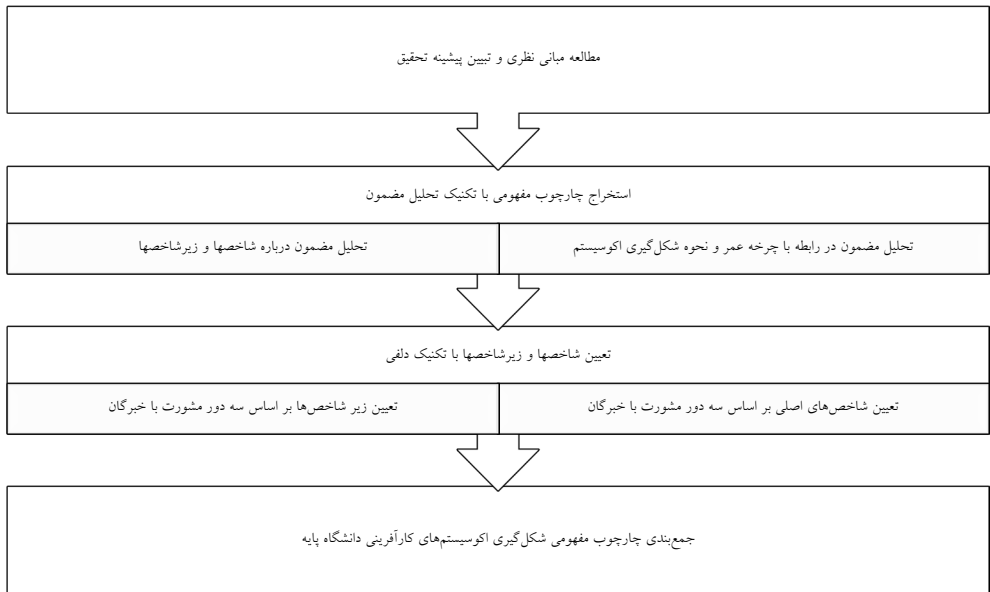 مطالعه مبانی نظری و تبیین پیشینه تحقیق
استخراج چارچوب مفهومی با تکنیک تحلیل مضمون
تحلیل مضمون در رابطه با چرخه عمر و نحوه شکل‌گیری اکوسیستم
تحلیل مضمون درباره شاخصها و زیرشاخصها
تعیین شاخصها و زیرشاخصها با تکنیک دلفی
تعیین شاخص‌های اصلی بر اساس سه دور مشورت با خبرگان
تعیین زیر شاخص‌ها بر اساس سه دور مشورت با خبرگان
جمع‌بندی چارچوب مفهومی شکل‌گیری اکوسیستم‌های کارآفرینی دانشگاه پایه